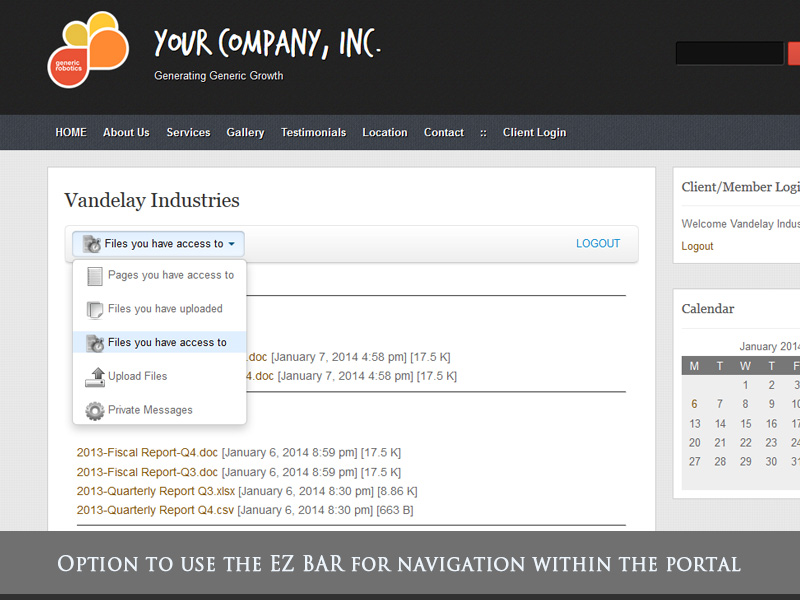 generic
robotics
YOUR COMPANY, INC.
Generating Generic Growth
HOME About Us Services Gallery Testimonials Location Contact :: Client Login
Vandelay Industries
Files you have access to
LOGOUT
Pages you have access to
Files you have uploaded
Files you have access to
Upload Files
Private Messages
.doc [January 7, 2014 4:58 pm] [17.5 K]
4.doc [January 7, 2014 4:58 pm] [17.5 K]
2013-Fiscal Report-Q4.doc [January 6, 2014 8:59 pm] [17.5 K]
2013-Fiscal Report-Q3.doc [January 6, 2014 8:59 pm] [17.5 K]
2013-Quarterly Report Q3.xlsx [January 6, 2014 8:30 pm] [8.86 K]
2013-Quarterly Report Q4.csv [January 6, 2014 8:30 pm] [663 B]
Client/Member Logi
Welcome Vandelay Indus
Logout
Calendar
January 2014
M T W T F
1 2 3
6 7 8 9 10
13 14 15 16 17
20 21 22 23 24
27 28 29 30 31
Option to use the EZ Bar for navigation within the portal